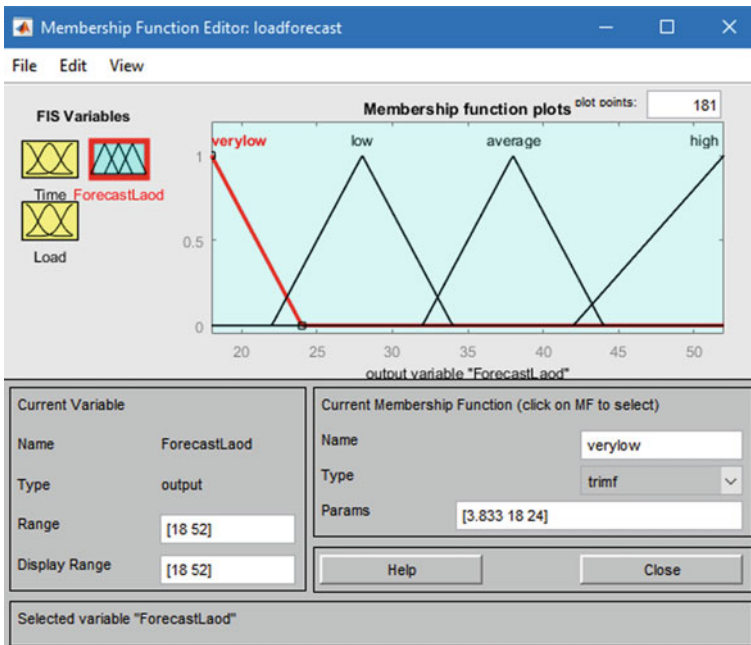 Membership Function Editor: loadforecast
File Edit View
FIS Variables
Time ForecastLaod
Load
Membership function plots plot points: 181
verylow low average high
1
0.5
0
20 25 30 35 40 45 50
output variable "ForecastLaod"
Current Variable
Name ForecastLaod
Type output
Range [18 52]
Display Range [18 52]
Current Membership Function (click on MF to select)
Name verylow
Type trimf
Params [3.833 18 24]
Help Close
Selected variable "ForecastLaod"